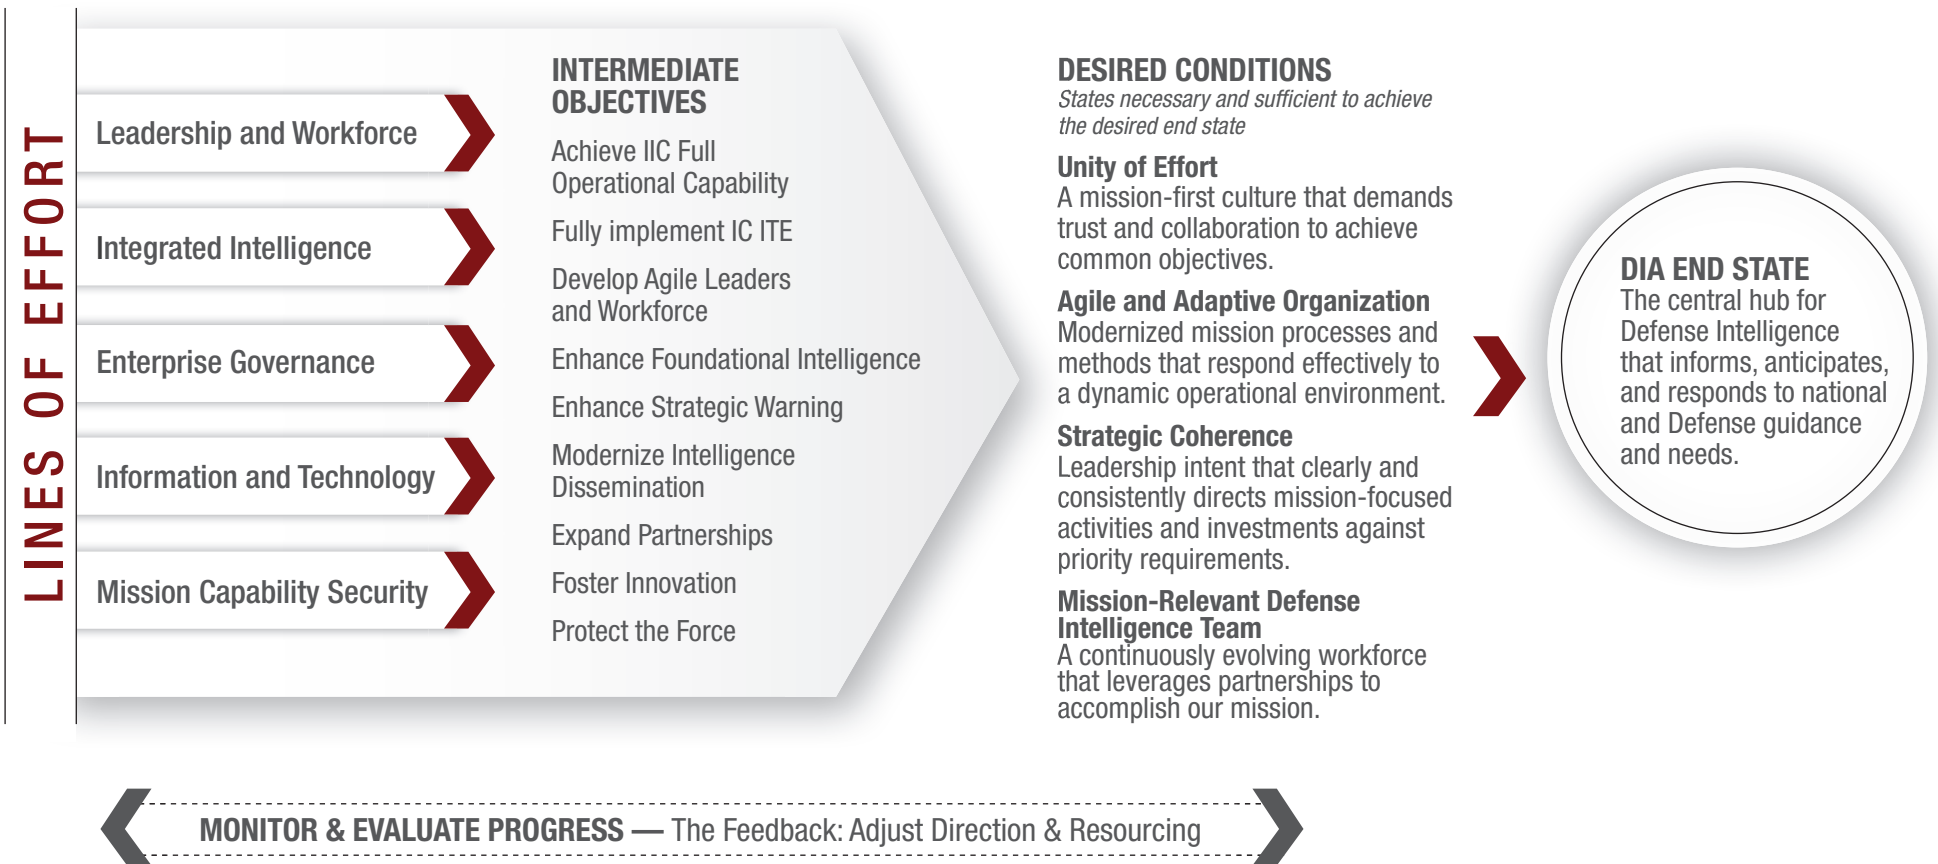 LINES OF EFFORT
Leadership and Workforce
Integrated Intelligence
Enterprise Governance
Information and Technology
Mission Capability Security
INTERMEDIATE
OBJECTIVES
Achieve IIC Full
Operational Capability
Fully implement IC ITE
Develop Agile Leaders
and Workforce
Enhance Foundational Intelligence
Enhance Strategic Warning
Modernize Intelligence
Dissemination
Expand Partnerships
Foster Innovation
Protect the Force
DESIRED CONDITIONS
States necessary and sufficient to achieve
the desired end state
Unity of Effort
A mission-first culture that demands
trust and collaboration to achieve
common objectives.
Agile and Adaptive Organization
Modernized mission processes and
methods that respond effectively to
a dynamic operational environment.
Strategic Coherence
Leadership intent that clearly and
consistently directs mission-focused
activities and investments against
priority requirements.
Mission-Relevant Defense
Intelligence Team
A continuously evolving workforce
that leverages partnerships to
accomplish our mission.
DIA END STATE
The central hub for
Defense Intelligence
that informs, anticipates,
and responds to national
and Defense guidance
and needs.
MONITOR & EVALUATE PROGRESS — The Feedback: Adjust Direction & Resourcing